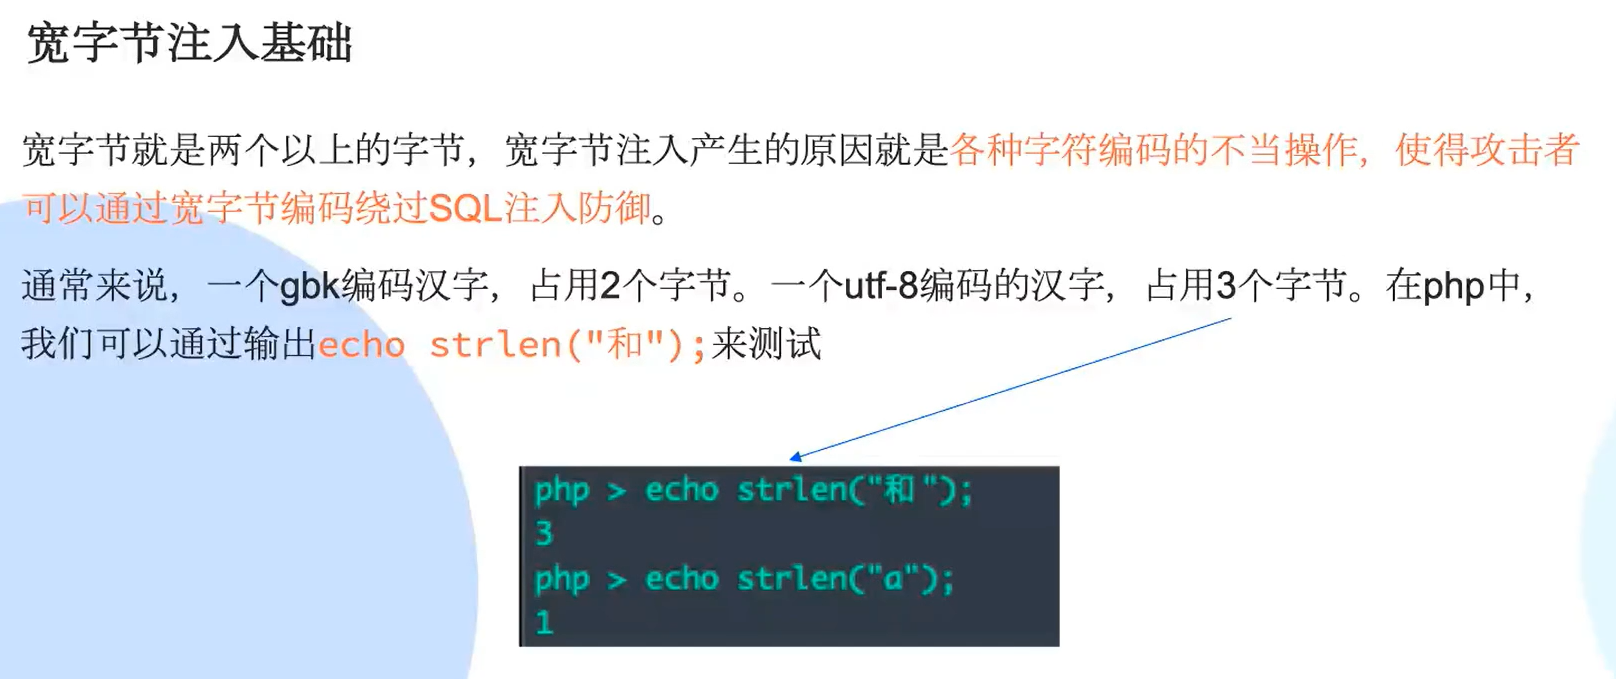 宽字节注入基础
宽字节就是两个以上的字节，宽字节注入产生的原因就是各种字符编码的不当操作，使得攻击者
可以通过宽字节编码绕过SQL注入防御。
通常来说，一个gbk编码汉字，占用2个字节。一个utf-8编码的汉字，占用3个字节。在php中，
我们可以通过输出echo strlen("和");来测试
php > echo strlen("和");
3
php > echo strlen("a");
1